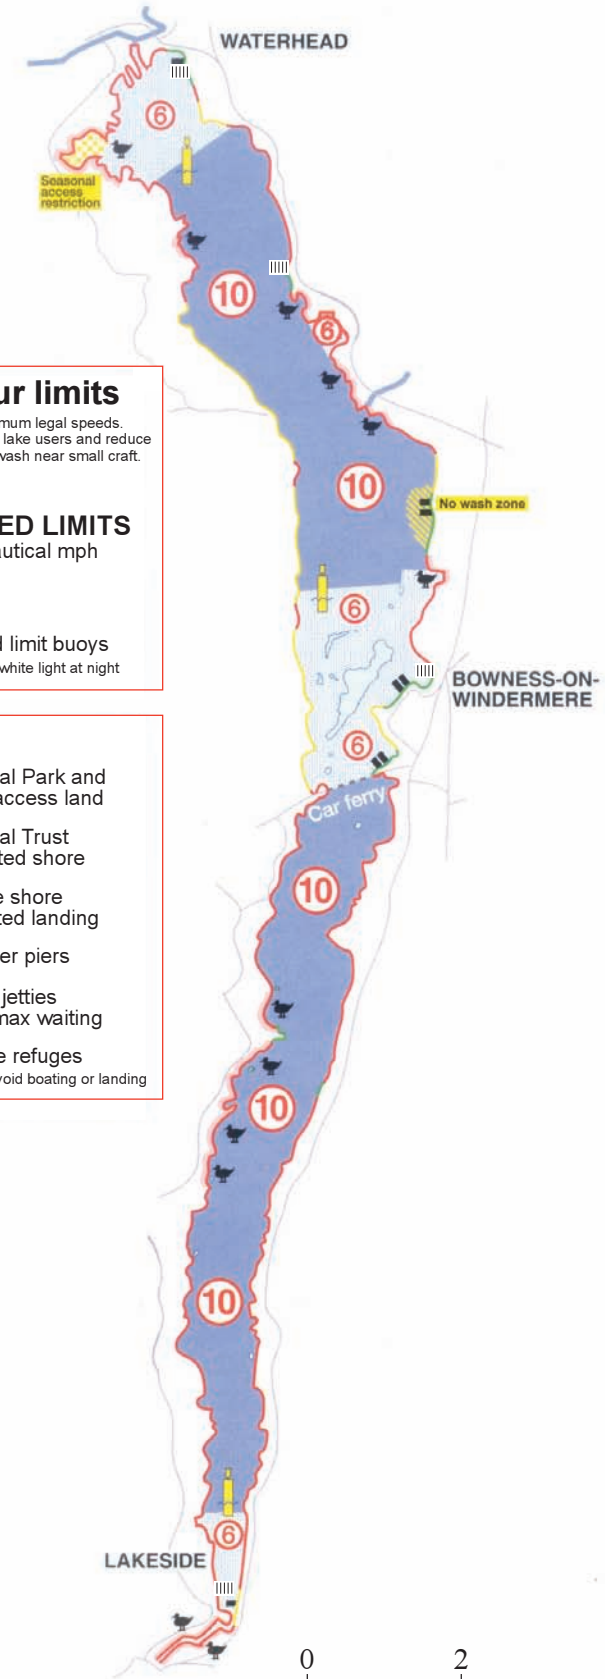 WATERHEAD
6
Seasonal
access
restriction
10
6
ur limits
mum legal speeds.
lake users and reduce
wash near small craft.
10
No wash zone
ED LIMITS
autical mph
6
d limit buoys
white light at night
BOWNESS-ON-
WINDERMERE
6
al Park and
access land
Car ferry
al Trust
ted shore
10
e shore
ted landing
er piers
jetties
max waiting
e refuges
void boating or landing
10
10
6
LAKESIDE
0 2